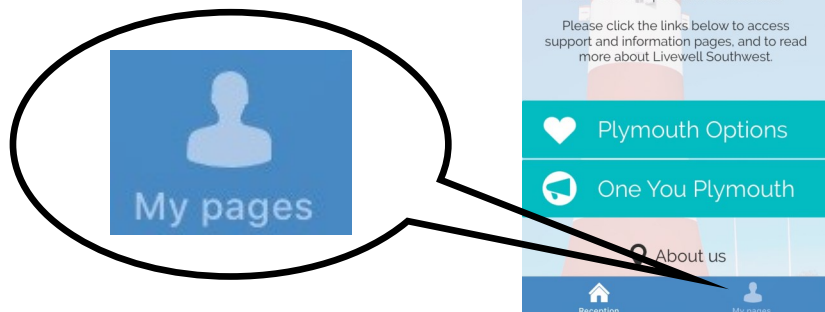 My pages
Please click the links below to access
support and information pages, and to read
more about Livewell Southwest.
Plymouth Options
One You Plymouth
About us
Reception
My pages